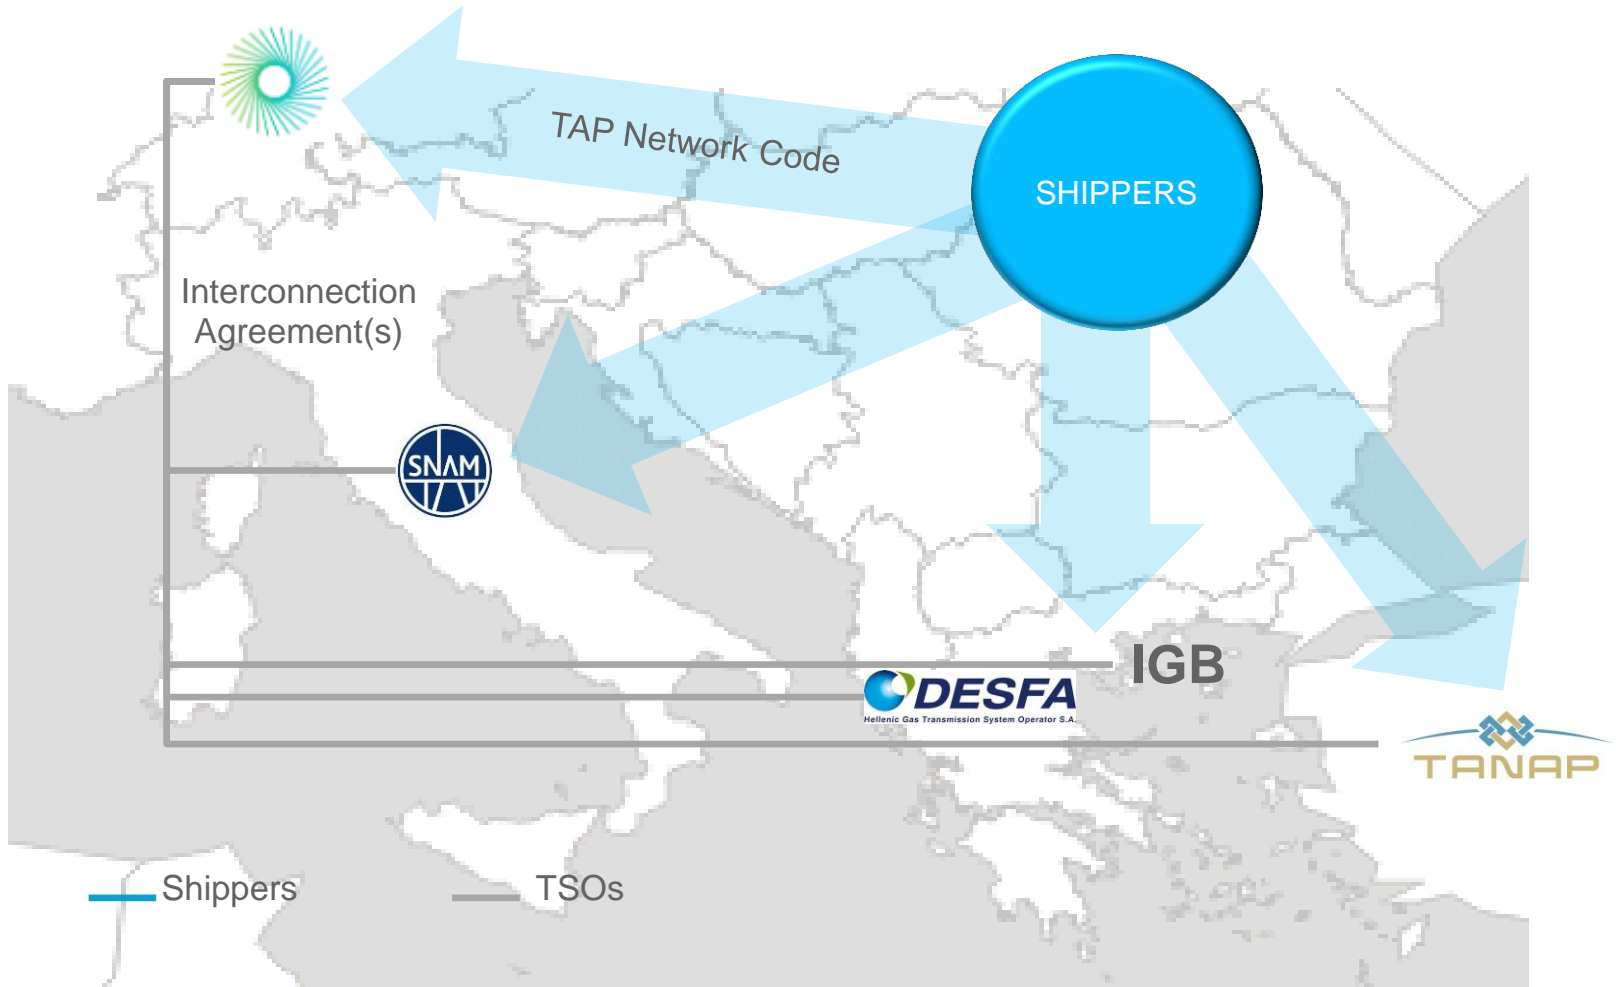 TAP Network Code
SHIPPERS
Interconnection
Agreement(s)
SNAM
IGB
DESFA
Hellenic Gas Transmission System Operator S.A.
TANAP
Shippers
TSOs